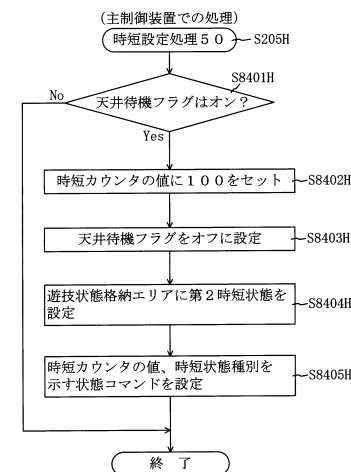 (主制御装置での処理)
時短設定処理50
S205H
S8401H
天井待機フラグはオン?
No
Yes
時短カウンタの値に100をセット
S8402H
天井待機フラグをオフに設定
S8403H
遊技状態格納エリアに第2時短状態を
設定
S8404H
時短カウンタの値、時短状態種別を
示す状態コマンドを設定
S8405H
終 了